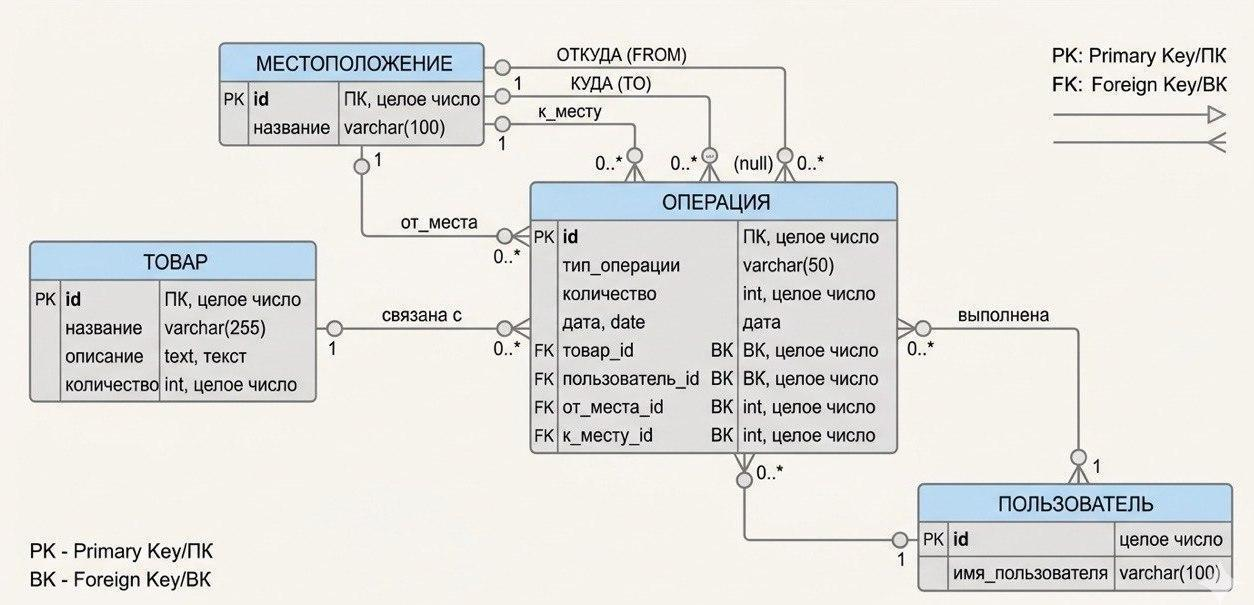 ОТКУДА (FROM)
1
КУДА (TO)
к_месту
1
МЕСТОПОЛОЖЕНИЕ
PK id ПК, целое число
название varchar(100)
1
PK: Primary Key/ПК
FK: Foreign Key/ВК
0..*
0..*
(null)
0..*
от_места
0..*
ОПЕРАЦИЯ
PK id ПК, целое число
тип_операции varchar(50)
количество int, целое число
дата, date дата
FK товар_id ВК ВК, целое число
FK пользователь_id ВК ВК, целое число
FK от_места_id ВК int, целое число
FK к_месту_id ВК int, целое число
ТОВАР
PK id ПК, целое число
название varchar(255)
описание text, текст
количество int, целое число
связана с
1
0..*
выполнена
0..*
1
0..*
1
ПОЛЬЗОВАТЕЛЬ
PK id целое число
имя_пользователя varchar(100)
PK - Primary Key/ПК
ВК - Foreign Key/ВК